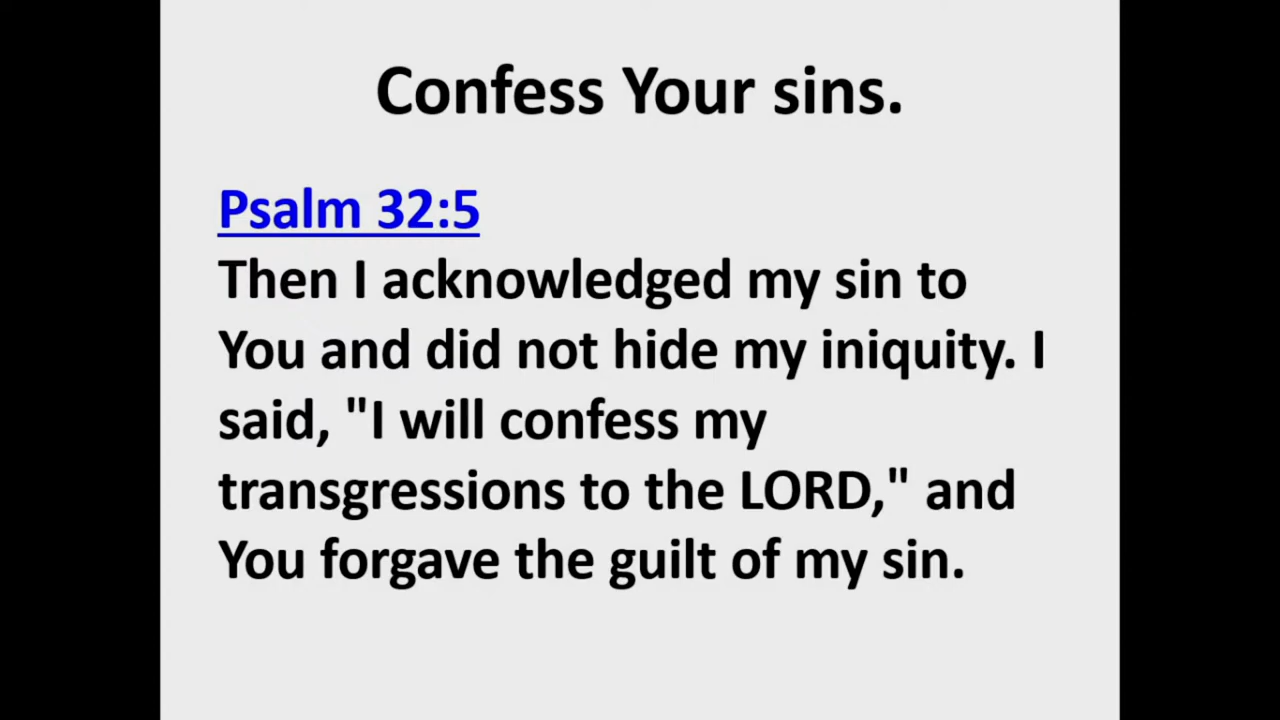 Confess Your sins.
Psalm 32:5
Then I acknowledged my sin to
You and did not hide my iniquity. I
said, "I will confess my
transgressions to the LORD," and
You forgave the guilt of my sin.